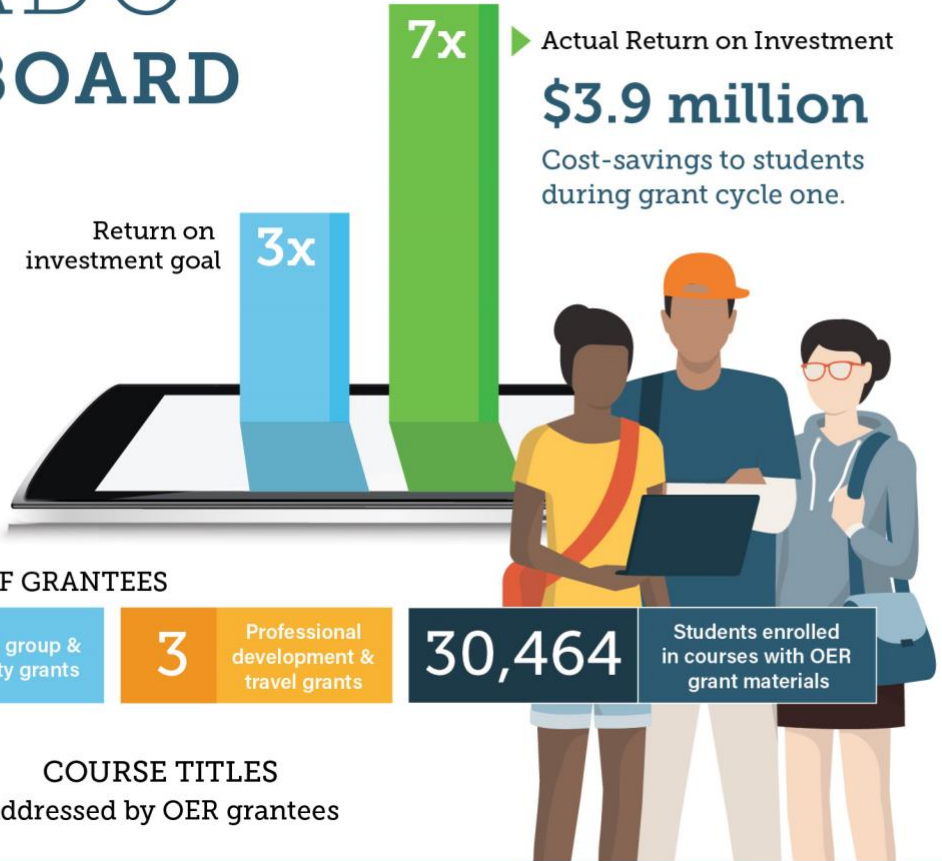 BOARD
7x
Actual Return on Investment
$3.9 million
Cost-savings to students
during grant cycle one.
Return on
investment goal
3x
F GRANTEES
group &
ty grants
3
Professional
development &
travel grants
30,464
Students enrolled
in courses with OER
grant materials
COURSE TITLES
ddressed by OER grantees